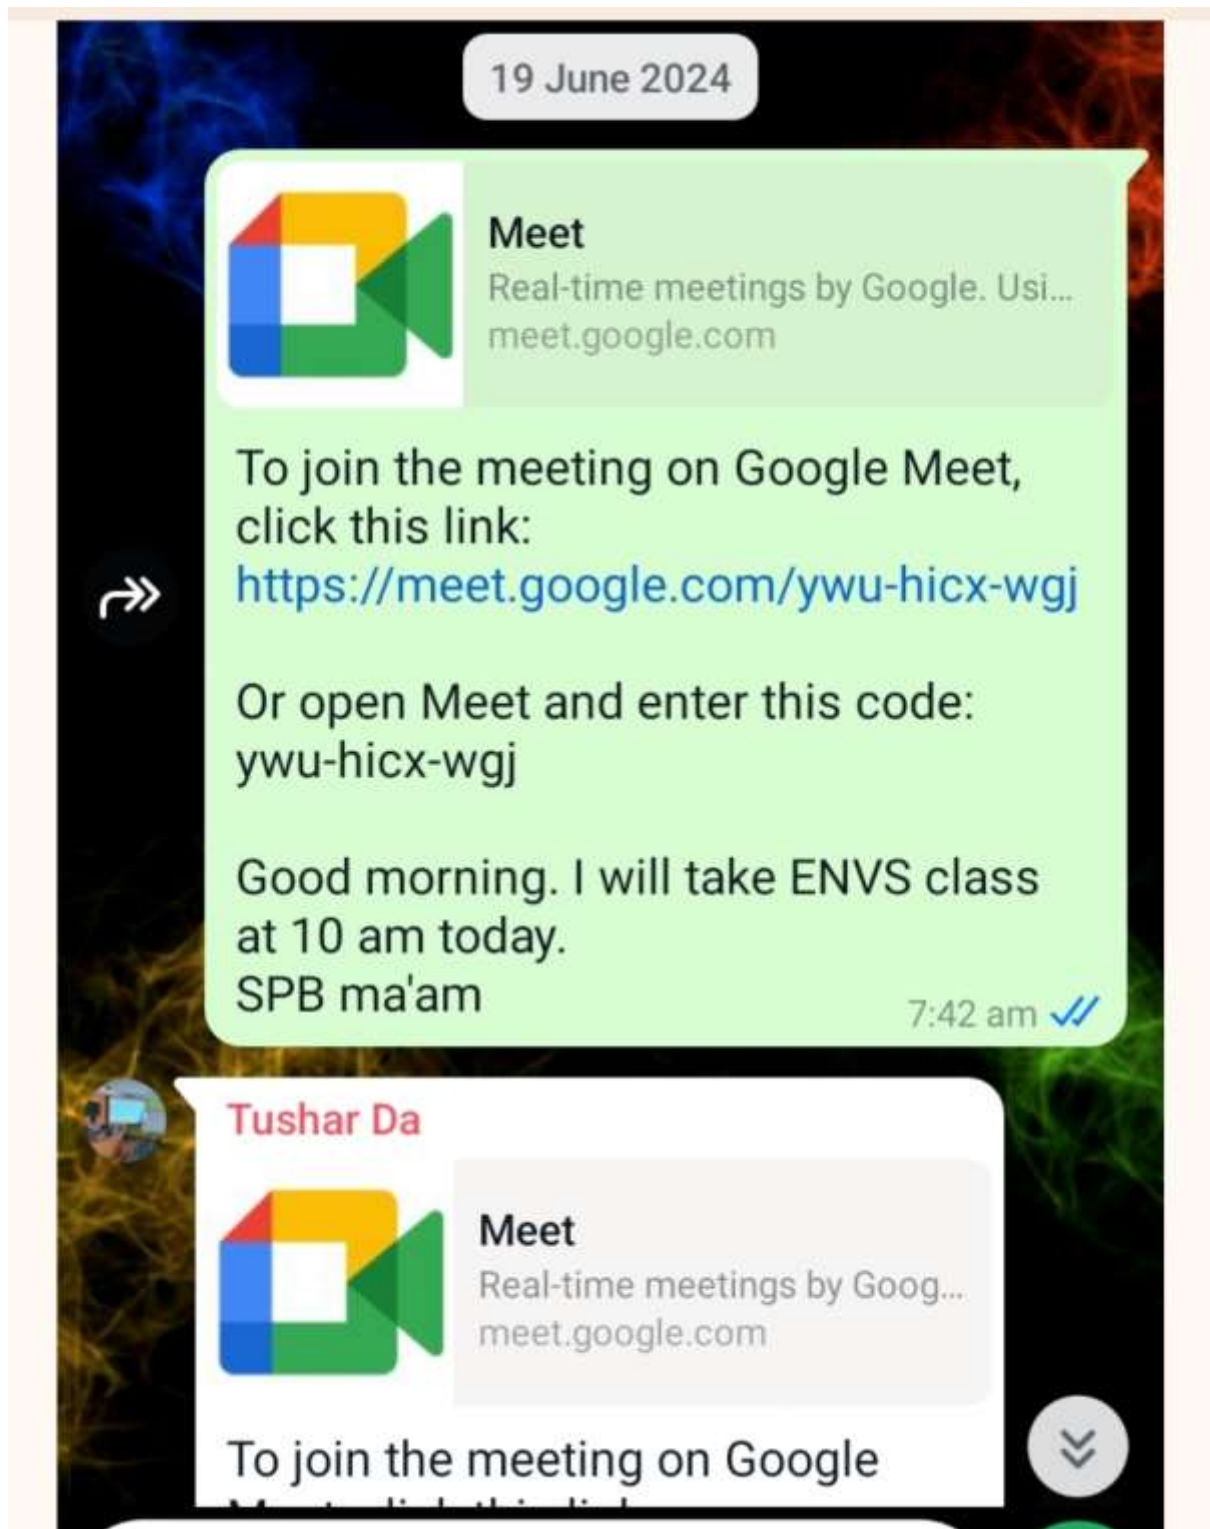 19 June 2024
Meet
Real-time meetings by Google. Usi...
meet.google.com
To join the meeting on Google Meet,
click this link:
https://meet.google.com/ywu-hicx-wgj
Or open Meet and enter this code:
ywu-hicx-wgj
Good morning. I will take ENVS class
at 10 am today.
SPB ma'am
7:42 am
Tushar Da
Meet
Real-time meetings by Goog...
meet.google.com
To join the meeting on Google